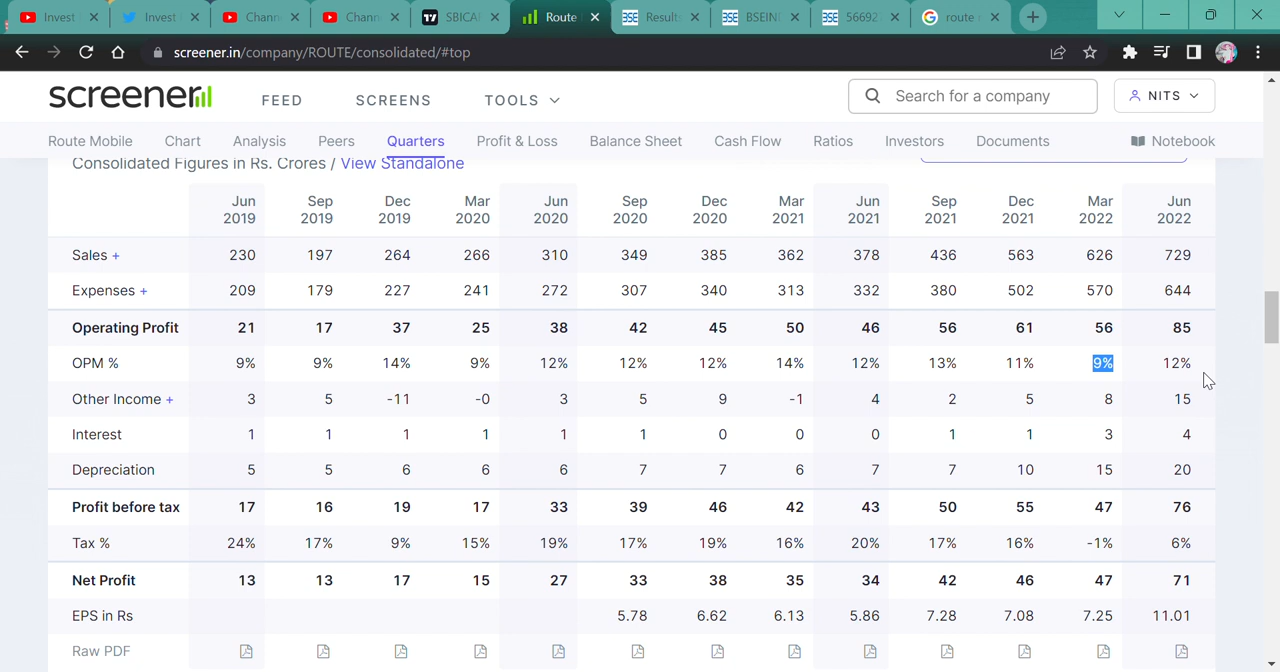 Invest
Invest
Chann
Chann
SBICA
Route
Results
BSEIN
56692
route
screener.in/company/ROUTE/consolidated/#top
screener FEED SCREENS TOOLS Search for a company NITS
Route Mobile Chart Analysis Peers Quarters Profit & Loss Balance Sheet Cash Flow Ratios Investors Documents Notebook
Consolidated Figures in Rs. Crores / View Standalone
Jun Sep Dec Mar Jun Sep Dec Mar Jun Sep Dec Mar Jun
2019 2019 2019 2020 2020 2020 2020 2021 2021 2021 2021 2022 2022
Sales + 230 197 264 266 310 349 385 362 378 436 563 626 729
Expenses + 209 179 227 241 272 307 340 313 332 380 502 570 644
Operating Profit 21 17 37 25 38 42 45 50 46 56 61 56 85
OPM % 9% 9% 14% 9% 12% 12% 12% 14% 12% 13% 11% 9% 12%
Other Income + 3 5 -11 -0 3 5 9 -1 4 2 5 8 15
Interest 1 1 1 1 1 1 0 0 0 1 1 3 4
Depreciation 5 5 6 6 6 7 7 6 7 7 10 15 20
Profit before tax 17 16 19 17 33 39 46 42 43 50 55 47 76
Tax % 24% 17% 9% 15% 19% 17% 19% 16% 20% 17% 16% -1% 6%
Net Profit 13 13 17 15 27 33 38 35 34 42 46 47 71
EPS in Rs 5.78 6.62 6.13 5.86 7.28 7.08 7.25 11.01
Raw PDF